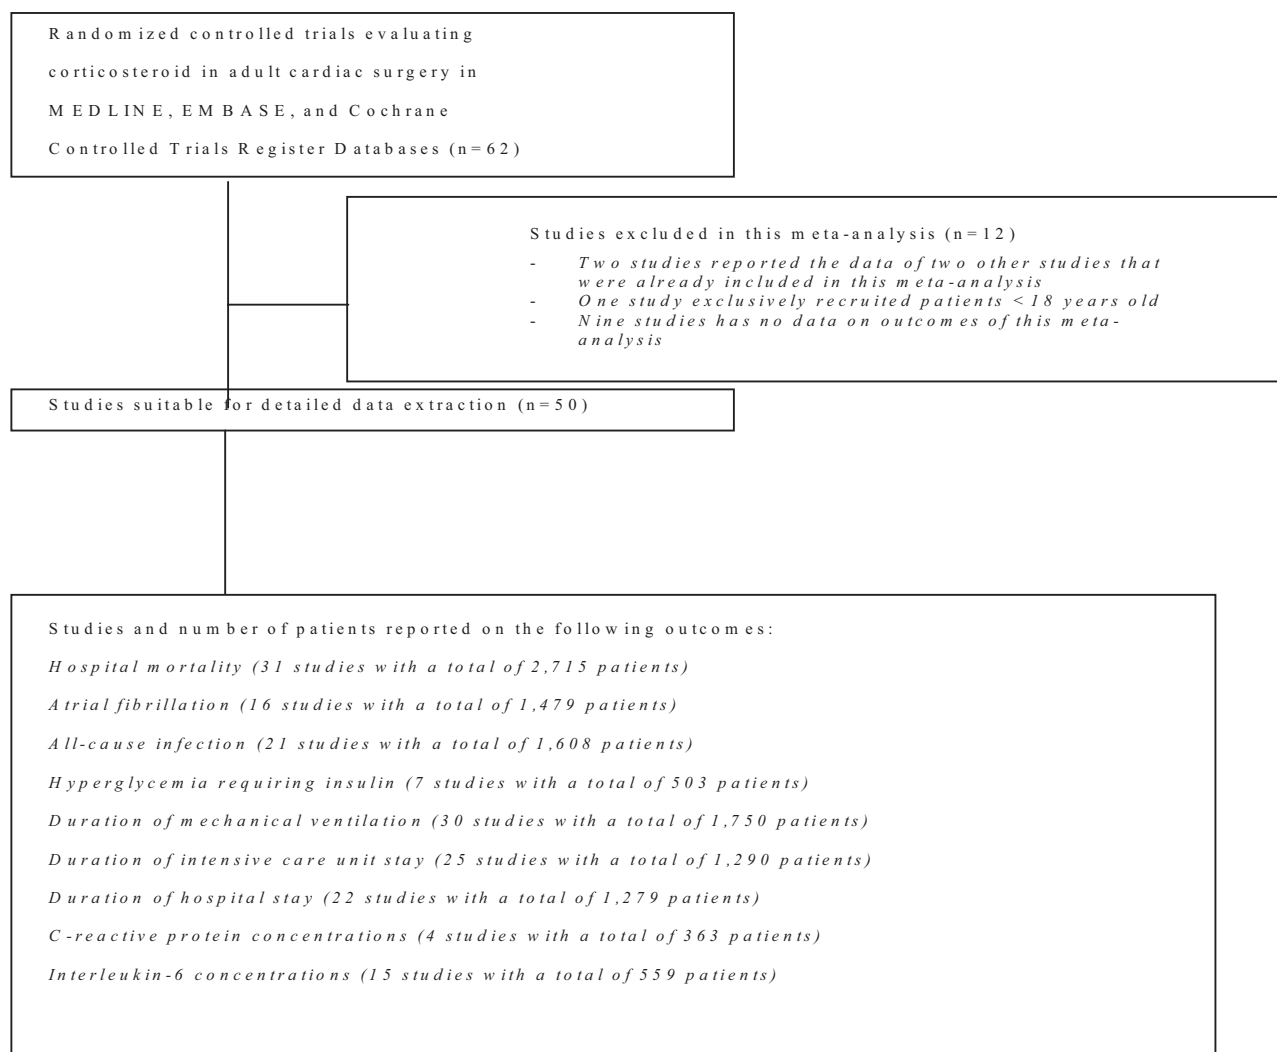 Randomized controlled trials evaluating
corticosteroid in adult cardiac surgery in
MEDLINE, EMBASE, and Cochrane
Controlled Trials Register Databases (n=62)
Studies excluded in this meta-analysis (n=12)
- Two studies reported the data of two other studies that
were already included in this meta-analysis
- One study exclusively recruited patients <18 years old
- Nine studies has no data on outcomes of this meta-
analysis
Studies suitable for detailed data extraction (n=50)
Studies and number of patients reported on the following outcomes:
Hospital mortality (31 studies with a total of 2,715 patients)
Atrial fibrillation (16 studies with a total of 1,479 patients)
All-cause infection (21 studies with a total of 1,608 patients)
Hyperglycemia requiring insulin (7 studies with a total of 503 patients)
Duration of mechanical ventilation (30 studies with a total of 1,750 patients)
Duration of intensive care unit stay (25 studies with a total of 1,290 patients)
Duration of hospital stay (22 studies with a total of 1,279 patients)
C-reactive protein concentrations (4 studies with a total of 363 patients)
Interleukin-6 concentrations (15 studies with a total of 559 patients)